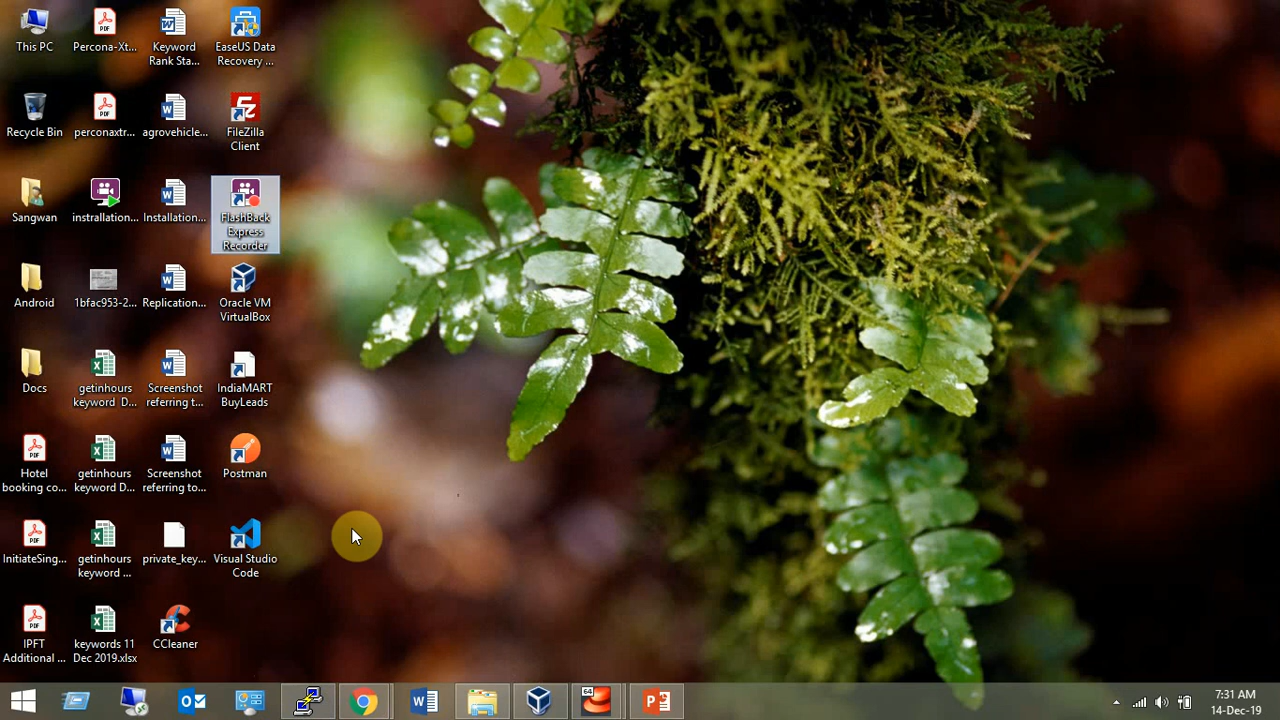 This PC
Percona-Xt...
Keyword
Rank Sta...
EaseUS Data
Recovery ...
Recycle Bin
perconaxtr...
agrovehicle...
FileZilla
Client
Sangwan
installation...
Installation...
FlashBack
Express
Recorder
Android
1bfac953-2...
Replication...
Oracle VM
VirtualBox
Docs
getinhours
keyword D...
Screenshot
referring t...
IndiaMART
BuyLeads
Hotel
booking co...
getinhours
keyword D...
Screenshot
referring to...
Postman
InitiateSing...
getinhours
keyword ...
private_key...
Visual Studio
Code
IPFT
Additional ...
keywords 11
Dec 2019.xlsx
CCleaner
64
7:31 AM
14-Dec-19